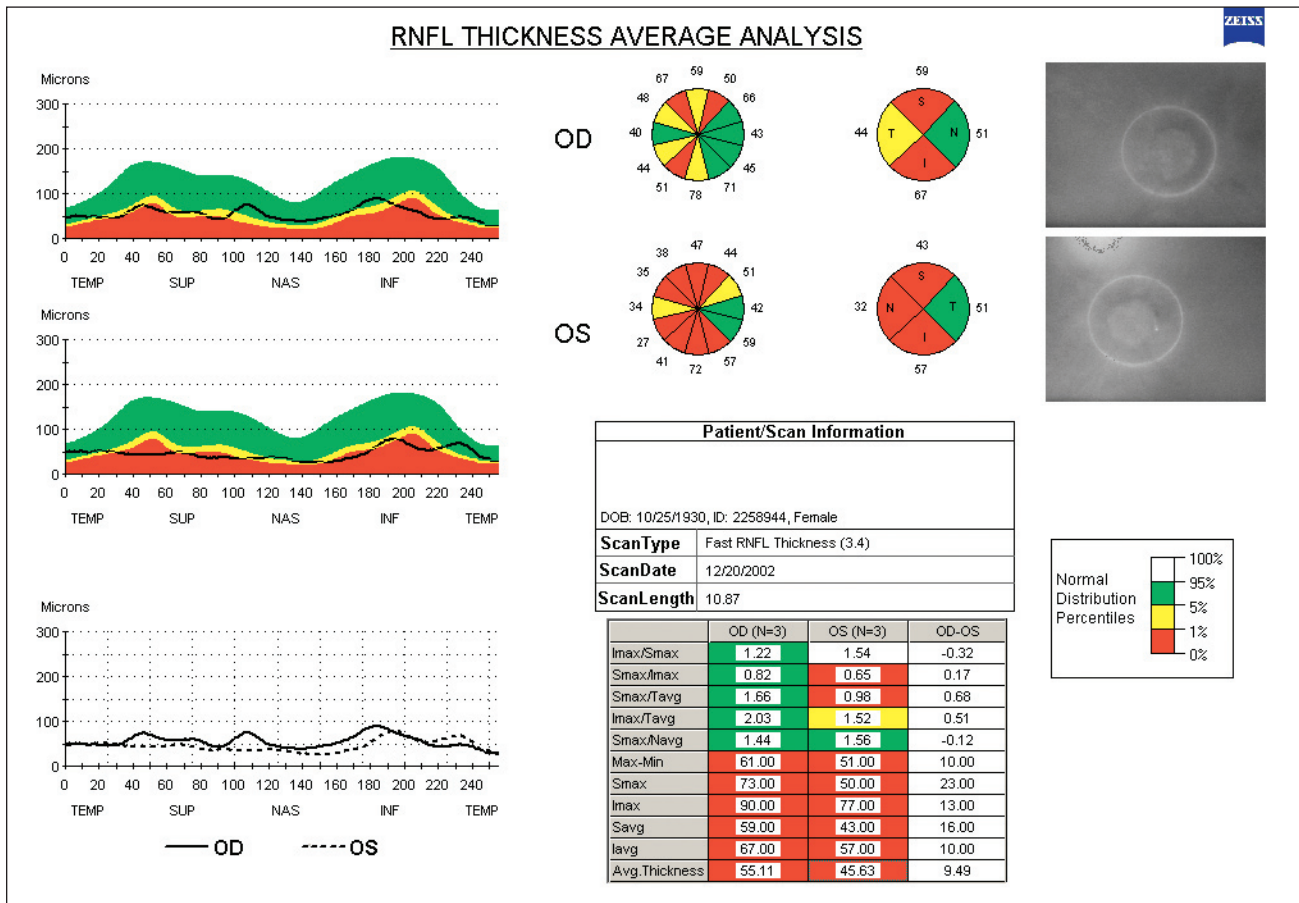 ZEISS
RNFL THICKNESS AVERAGE ANALYSIS
Microns
300
200
100
0
0 20 40 60 80 100 120 140 160 180 200 220 240
TEMP SUP NAS INF TEMP
OD
59
67 50
48 66
40 43
44 45
51 71
78
59
S
44 T N 51
I
67
Microns
300
200
100
0
0 20 40 60 80 100 120 140 160 180 200 220 240
TEMP SUP NAS INF TEMP
OS
47
38 44
35 51
34 42
27 59
41 57
72
43
S
32 N T 51
I
57
Patient/Scan Information
DOB: 10/25/1930, ID: 2258944, Female
ScanType Fast RNFL Thickness (3.4)
ScanDate 12/20/2002
ScanLength 10.87
Normal
Distribution
Percentiles
100%
95%
5%
1%
0%
Microns
300
200
100
0
0 20 40 60 80 100 120 140 160 180 200 220 240
TEMP SUP NAS INF TEMP
OD OS
OD (N=3) OS (N=3) OD-OS
Imax/Smax 1.22 1.54 -0.32
Smax/Imax 0.82 0.65 0.17
Smax/Tavg 1.66 0.98 0.68
Imax/Tavg 2.03 1.52 0.51
Smax/Navg 1.44 1.56 -0.12
Max-Min 61.00 51.00 10.00
Smax 73.00 50.00 23.00
Imax 90.00 77.00 13.00
Savg 59.00 43.00 16.00
Iavg 67.00 57.00 10.00
Avg.Thickness 55.11 45.63 9.49